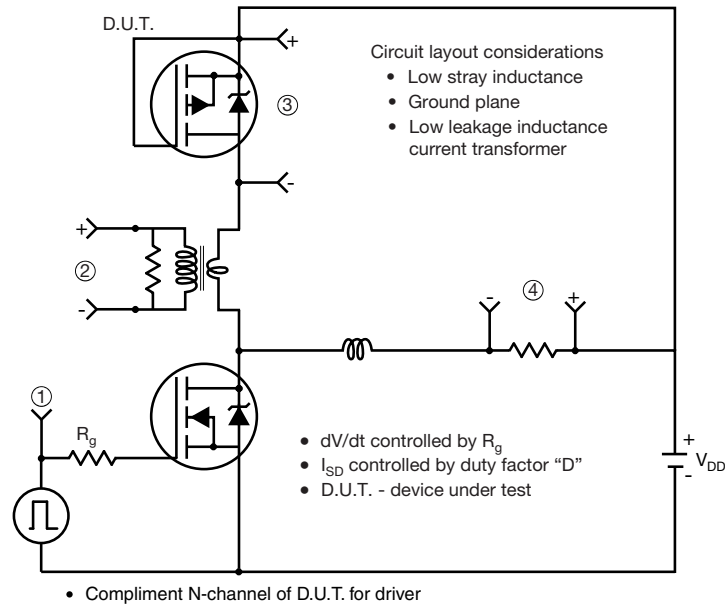 D.U.T.
+
Circuit layout considerations
• Low stray inductance
• Ground plane
• Low leakage inductance
current transformer
③
-
+
②
-
-
④
+
①
Rg
• dV/dt controlled by Rg
• ISD controlled by duty factor “D”
• D.U.T. - device under test
+
VDD
-
• Compliment N-channel of D.U.T. for driver